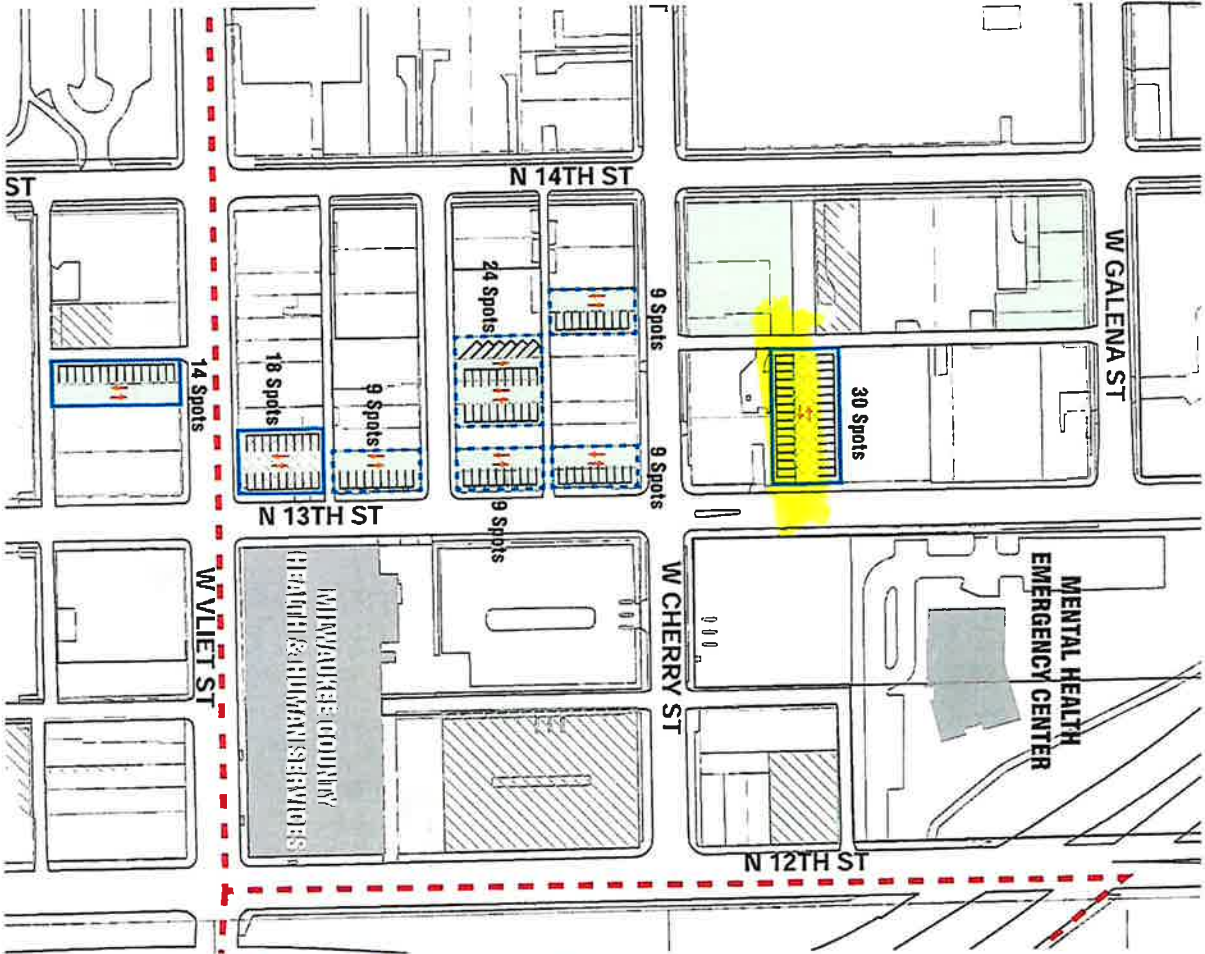 ST
N 14TH ST
W GALENA ST
24 Spots
9 Spots
14 Spots
18 Spots
9 Spots
9 Spots
9 Spots
30 Spots
N 13TH ST
W VLIET ST
MILWAUKEE COUNTY
HEALTH & HUMAN SERVICES
W CHERRY ST
MENTAL HEALTH
EMERGENCY CENTER
N 12TH ST